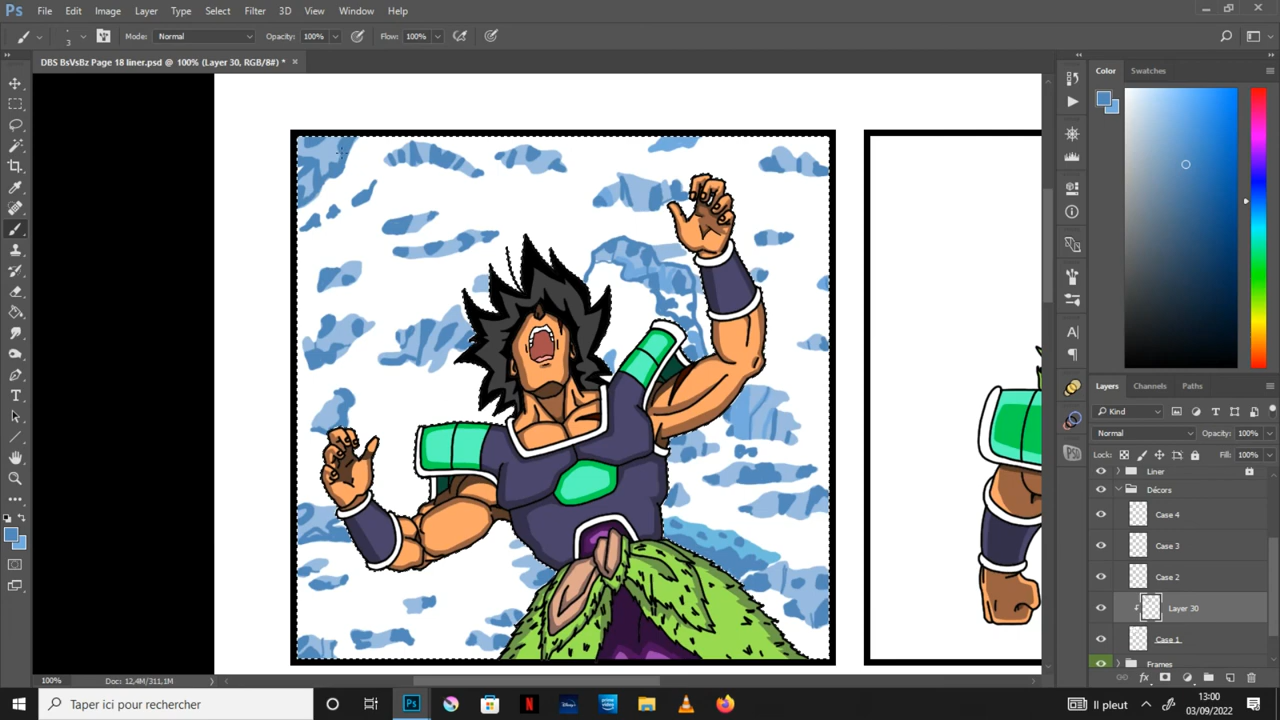 Ps File Edit Image Layer Type Select Filter 3D View Window Help
3 Mode: Normal Opacity: 100% Flow: 100%
DBS BsVsBz Page 18 liner.psd @ 100% (Layer 30, RGB/8#) * ×
Color Swatches
Layers Channels Paths
Kind
Normal Opacity: 100%
Lock: Fill: 100%
Liner
Décors
Case 4
Case 3
Case 2
Layer 30
Case 1
Frames
100% Doc: 12,4M/311,1M
Taper ici pour rechercher
Il pleut
13:00
03/09/2022